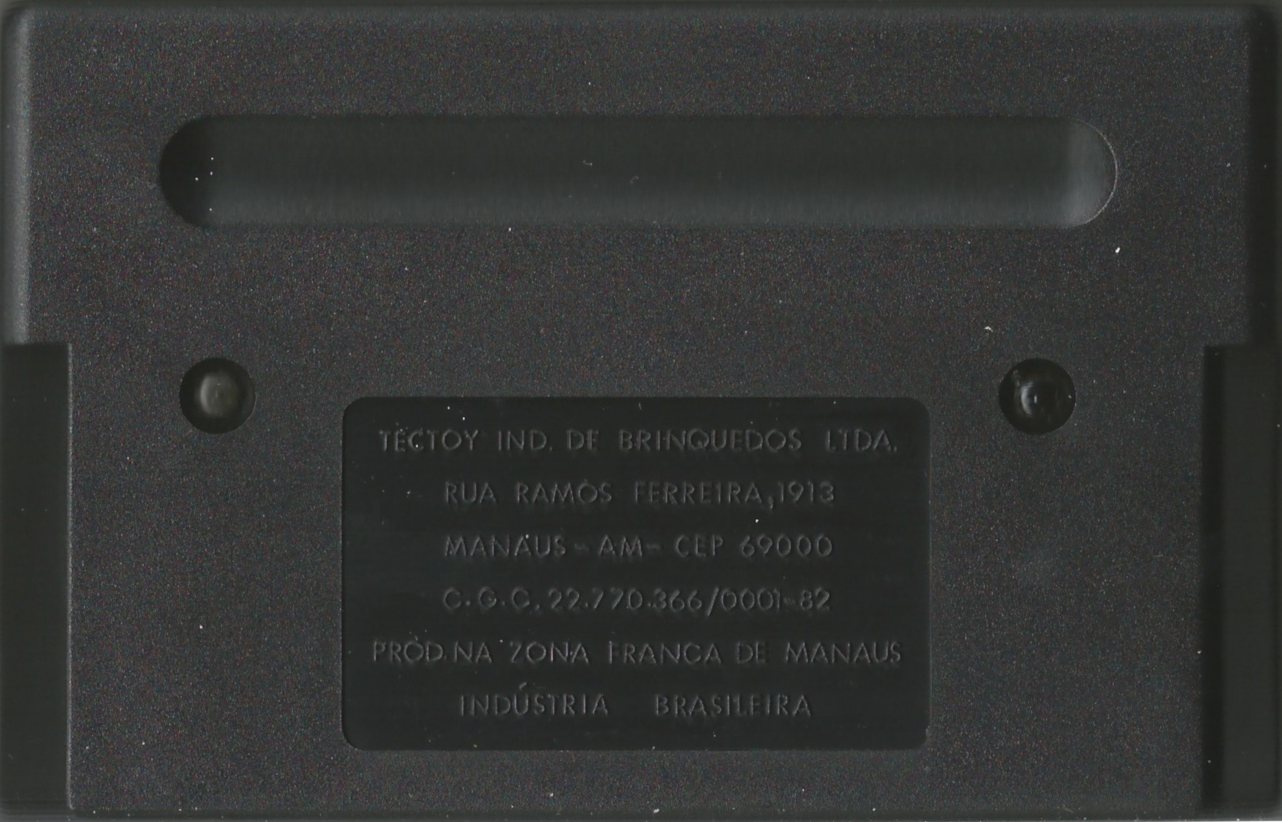 TECTOY IND. DE BRINQUEDOS LTDA.
RUA RAMOS FERREIRA, 1913
MANAUS - AM - CEP 69000
C.G.C. 22.770.366/0001-82
PROD. NA ZONA FRANCA DE MANAUS
INDÚSTRIA BRASILEIRA